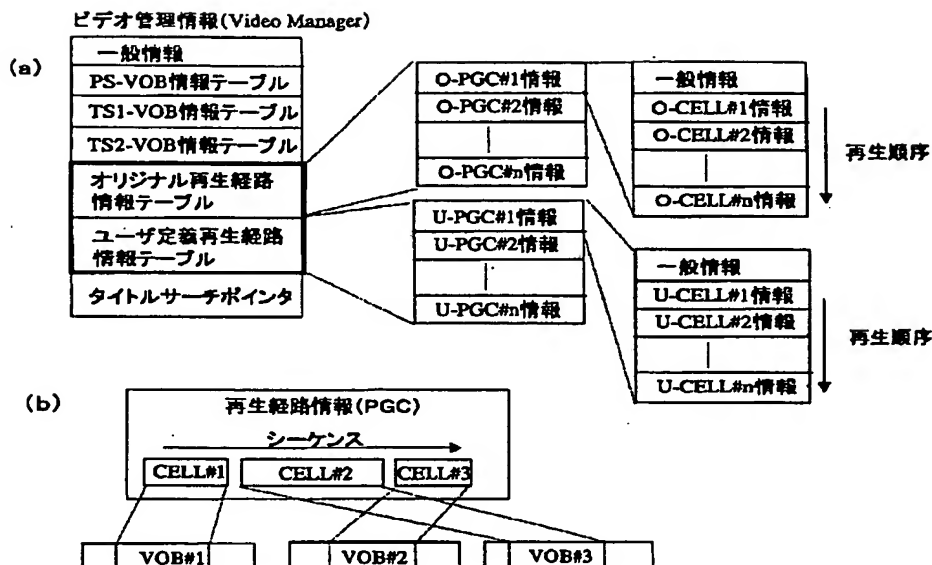 ビデオ管理情報(Video Manager)
(a)
一般情報
PS-VOB情報テーブル
TS1-VOB情報テーブル
TS2-VOB情報テーブル
オリジナル再生経路
情報テーブル
ユーザ定義再生経路
情報テーブル
タイトルサーチポインタ
O-PGC#1情報
O-PGC#2情報
O-PGC#n情報
U-PGC#1情報
U-PGC#2情報
U-PGC#n情報
一般情報
O-CELL#1情報
O-CELL#2情報
O-CELL#n情報
再生順序
一般情報
U-CELL#1情報
U-CELL#2情報
U-CELL#n情報
再生順序
(b)
再生経路情報(PGC)
シーケンス
CELL#1
CELL#2
CELL#3
VOB#1
VOB#2
VOB#3